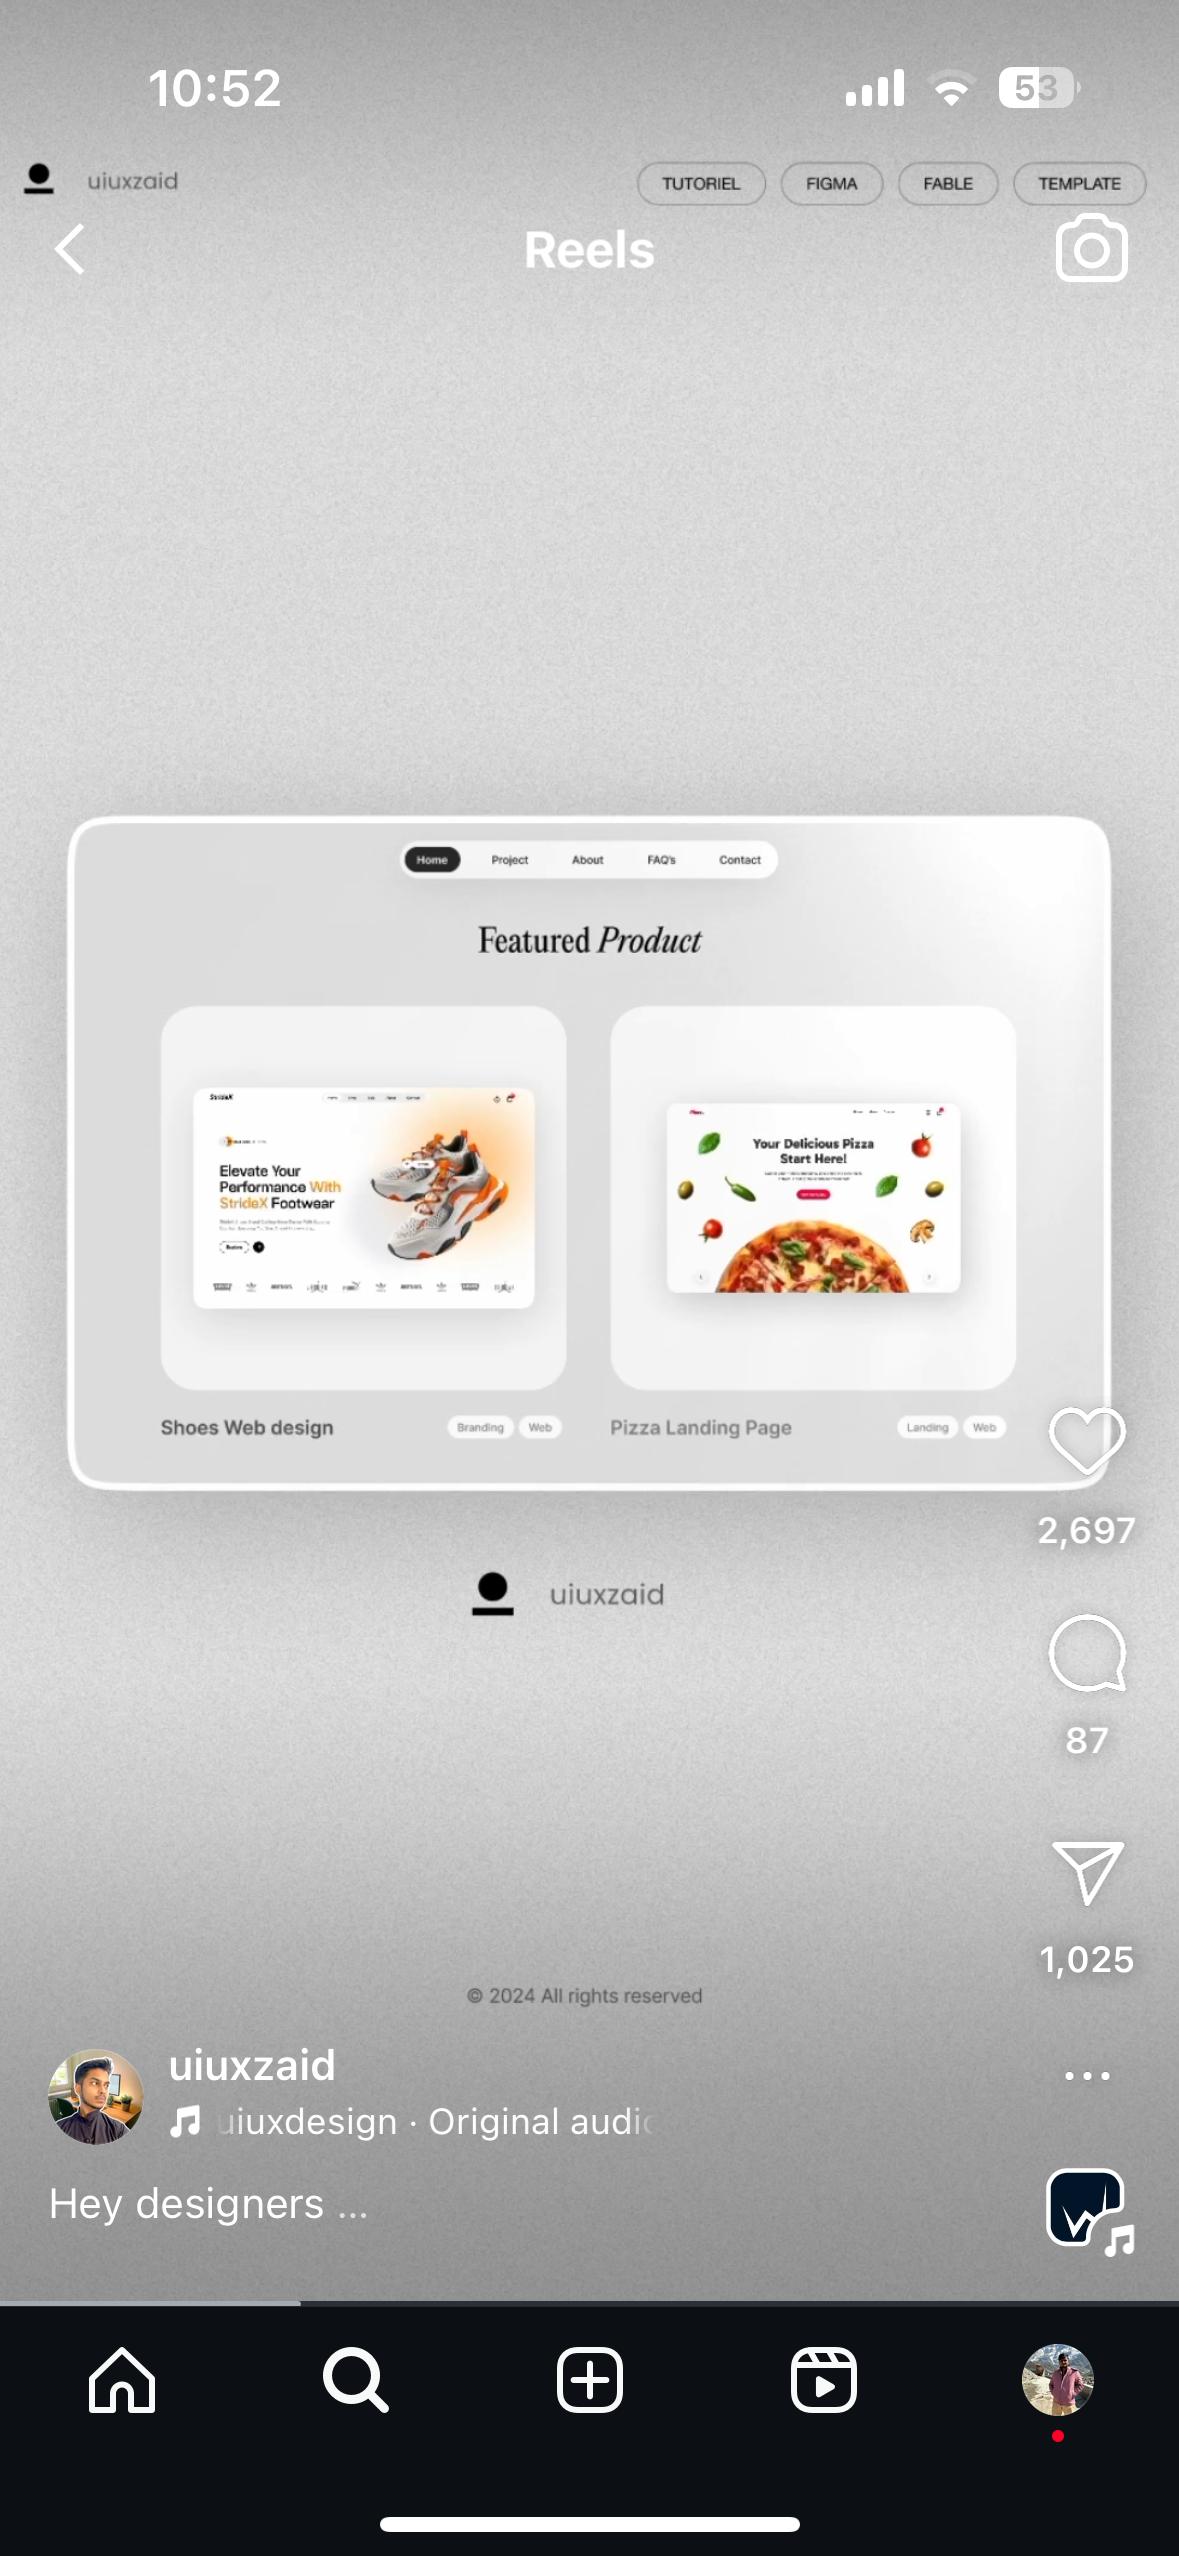 10:52
53
uiuxzaid
TUTORIEL FIGMA FABLE TEMPLATE
Reels
Home Project About FAQ's Contact
Featured Product
StrideX
Elevate Your
Performance With
StrideX Footwear
Your Delicious Pizza
Start Here!
Shoes Web design
Branding Web
Pizza Landing Page
Landing Web
2,697
uiuxzaid
87
1,025
© 2024 All rights reserved
uiuxzaid
uiuxdesign · Original audio
Hey designers ...